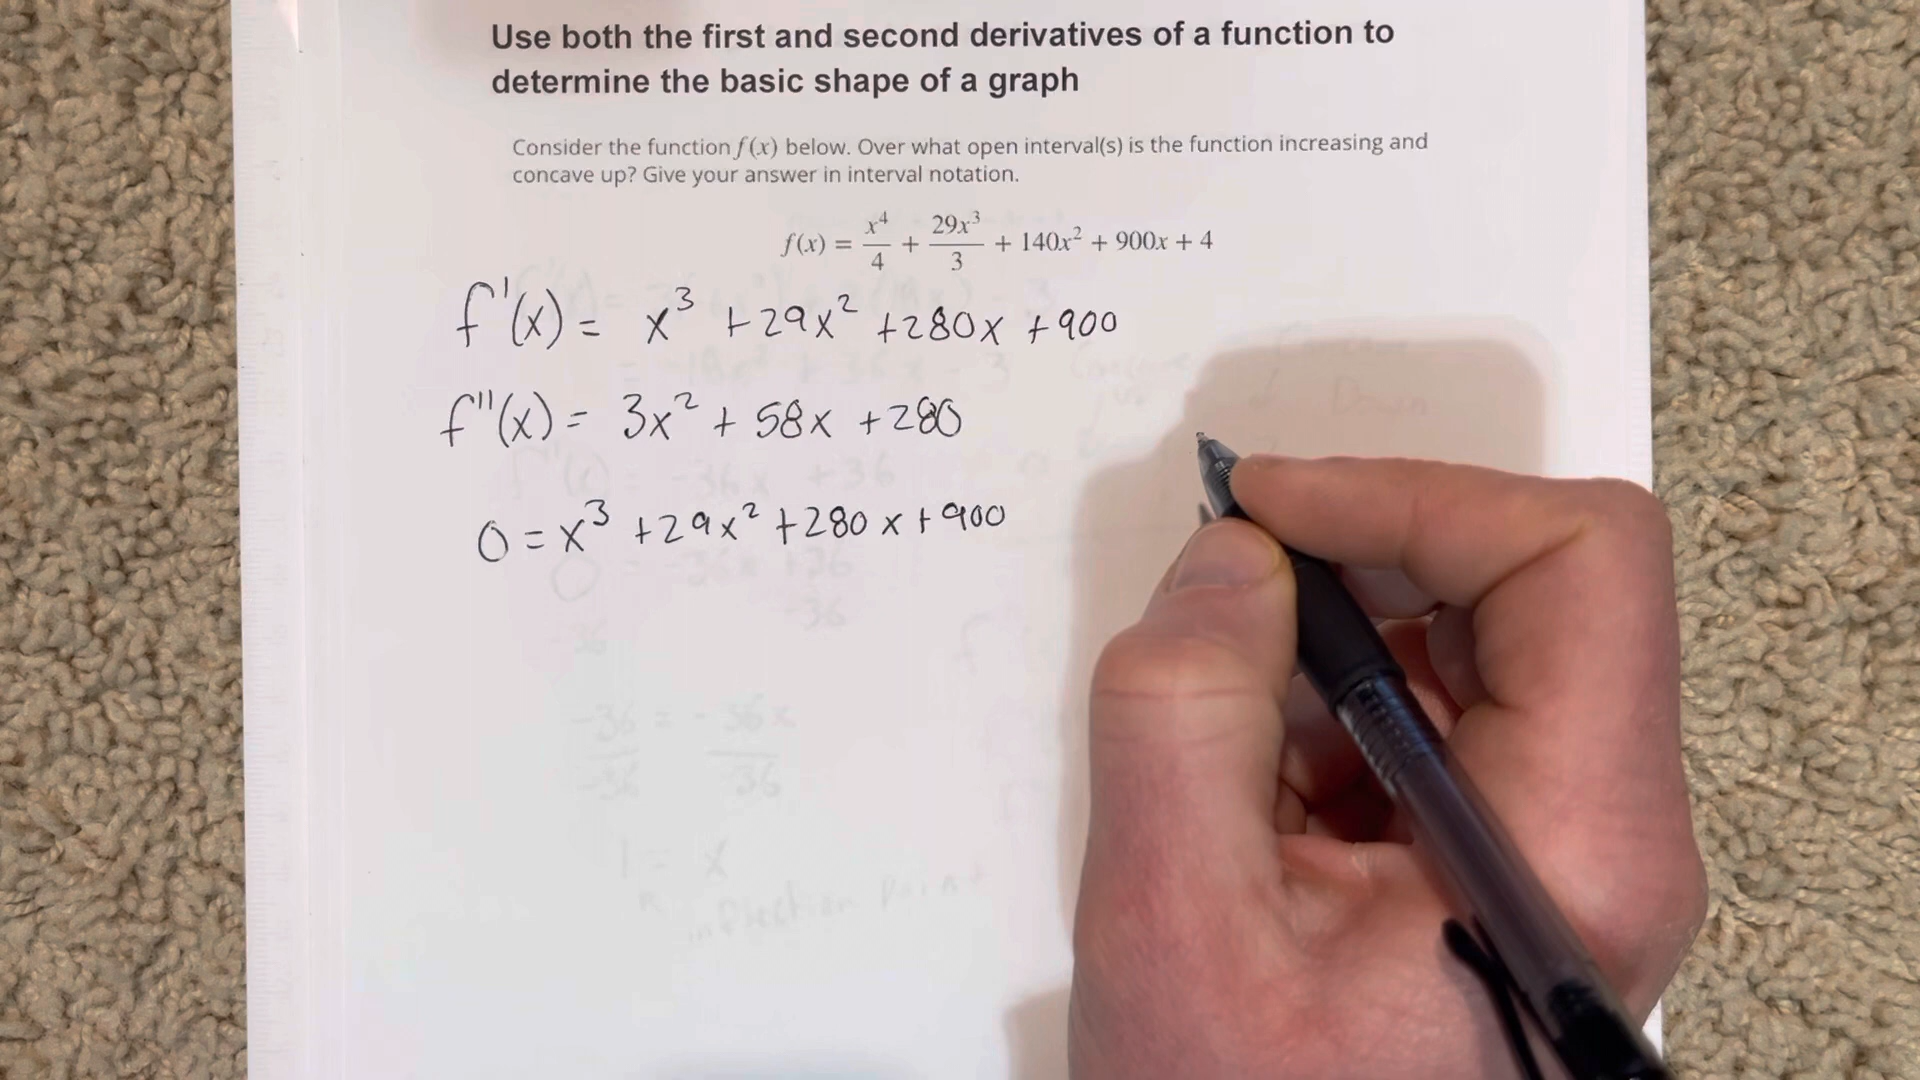 Use both the first and second derivatives of a function to
determine the basic shape of a graph
Consider the function f(x) below. Over what open interval(s) is the function increasing and
concave up? Give your answer in interval notation.
f(x) = x⁴/4 + 29x³/3 + 140x² + 900x + 4
f'(x) = x³ + 29x² + 280x + 900
f''(x) = 3x² + 58x + 280
0 = x³ + 29x² + 280x + 900